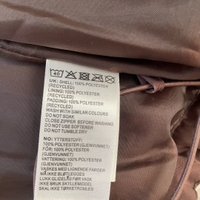 UK: SHELL: 100% POLYESTER
(RECYCLED)
LINING: 100% POLYESTER
(RECYCLED)
PADDING: 100% POLYESTER
(RECYCLED)
WASH WITH SIMILAR COLOURS
DO NOT SOAK
CLOSE ZIPPER BEFORE WASHING
DO NOT USE SOFTENER
DO NOT TUMBLE DRY
NO: YTTERSTOFF:
100% POLYESTER (GJENVUNNET)
FÔR: 100% POLYESTER
(GJENVUNNET)
VATTERING: 100% POLYESTER
(GJENVUNNET)
VASKES MED LIGNENDE FARGER
IKKE BLØTLEGGES
LUKK GLIDELÅS FØR VASK
IKKE BRUK SKYLLEMIDDEL
IKKE TØRKETROMLES